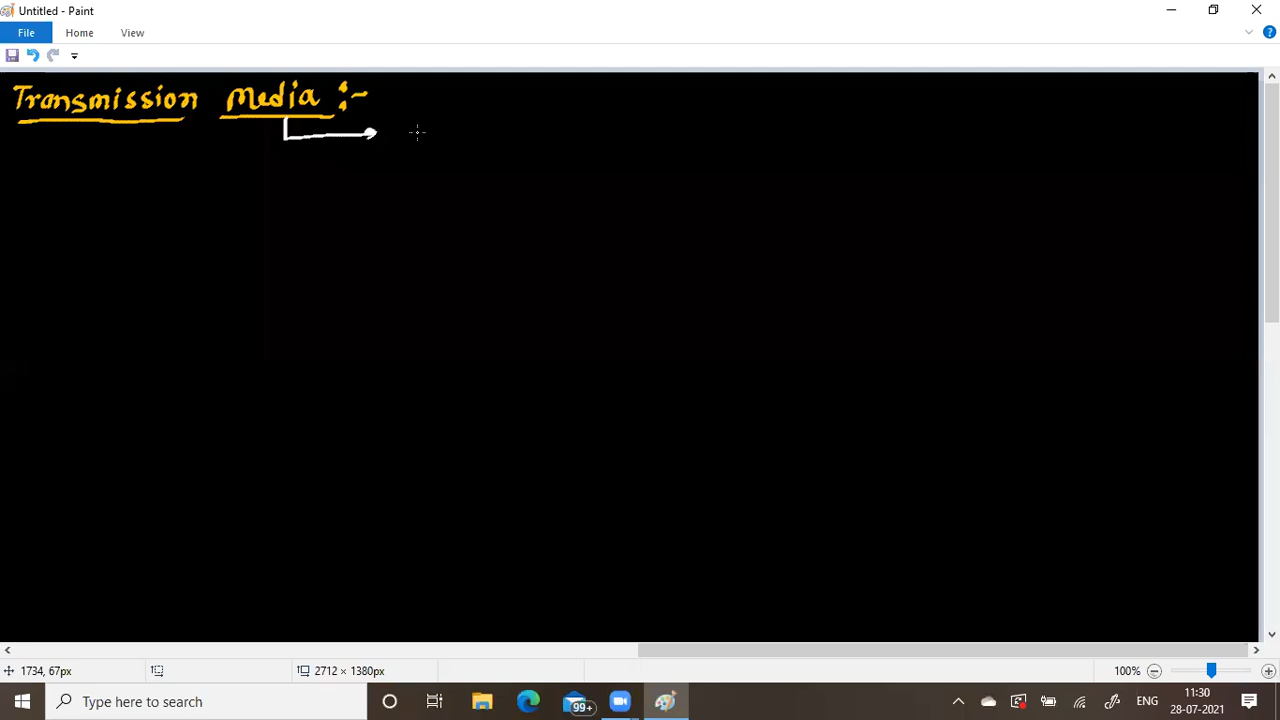 Untitled - Paint
File Home View
Transmission Media :-
1734, 67px 2712 × 1380px 100%
Type here to search 99+ ENG 11:30
28-07-2021